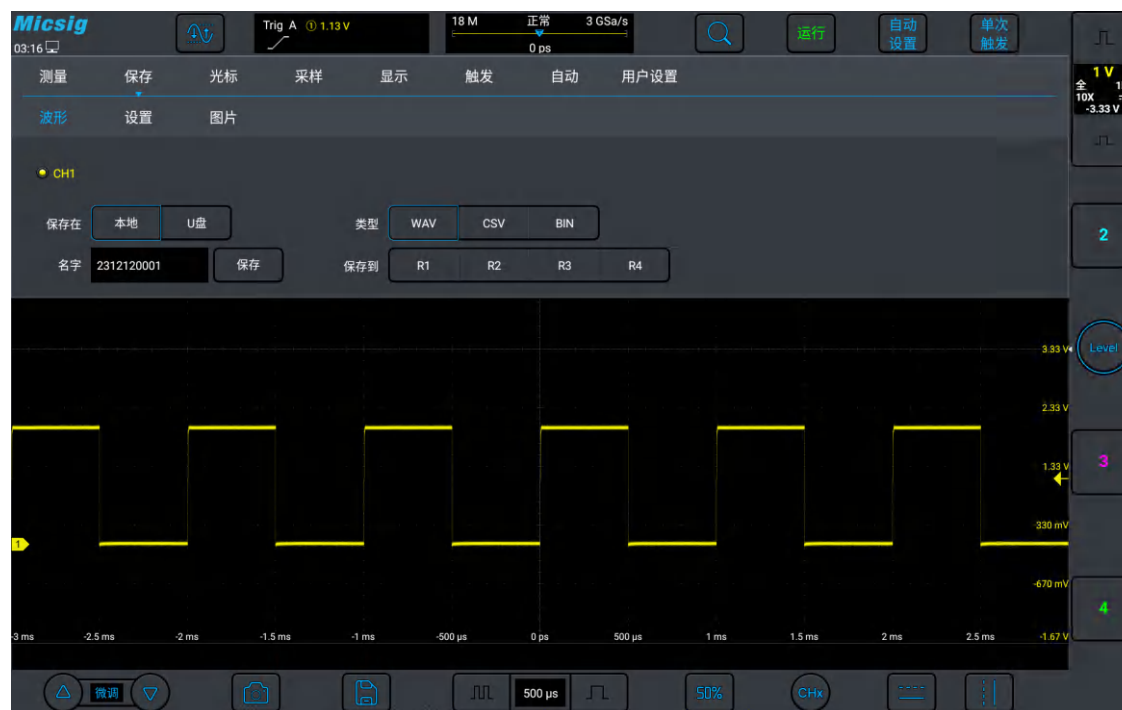 Micsig
03:16
Trig A ① 1.13 V
18 M 正常 3 GSa/s
0 ps
运行
自动
设置
单次
触发
测量 保存 光标 采样 显示 触发 自动 用户设置
波形 设置 图片
1 V
全 1
10X
-3.33 V
CH1
保存在 本地 U盘 类型 WAV CSV BIN
名字 2312120001 保存 保存到 R1 R2 R3 R4
2
3.33 V
Level
2.33 V
1.33 V
3
330 mV
1
-670 mV
4
-3 ms -2.5 ms -2 ms -1.5 ms -1 ms -500 μs 0 ps 500 μs 1 ms 1.5 ms 2 ms 2.5 ms -1.67 V
微调 500 μs 50% CHx